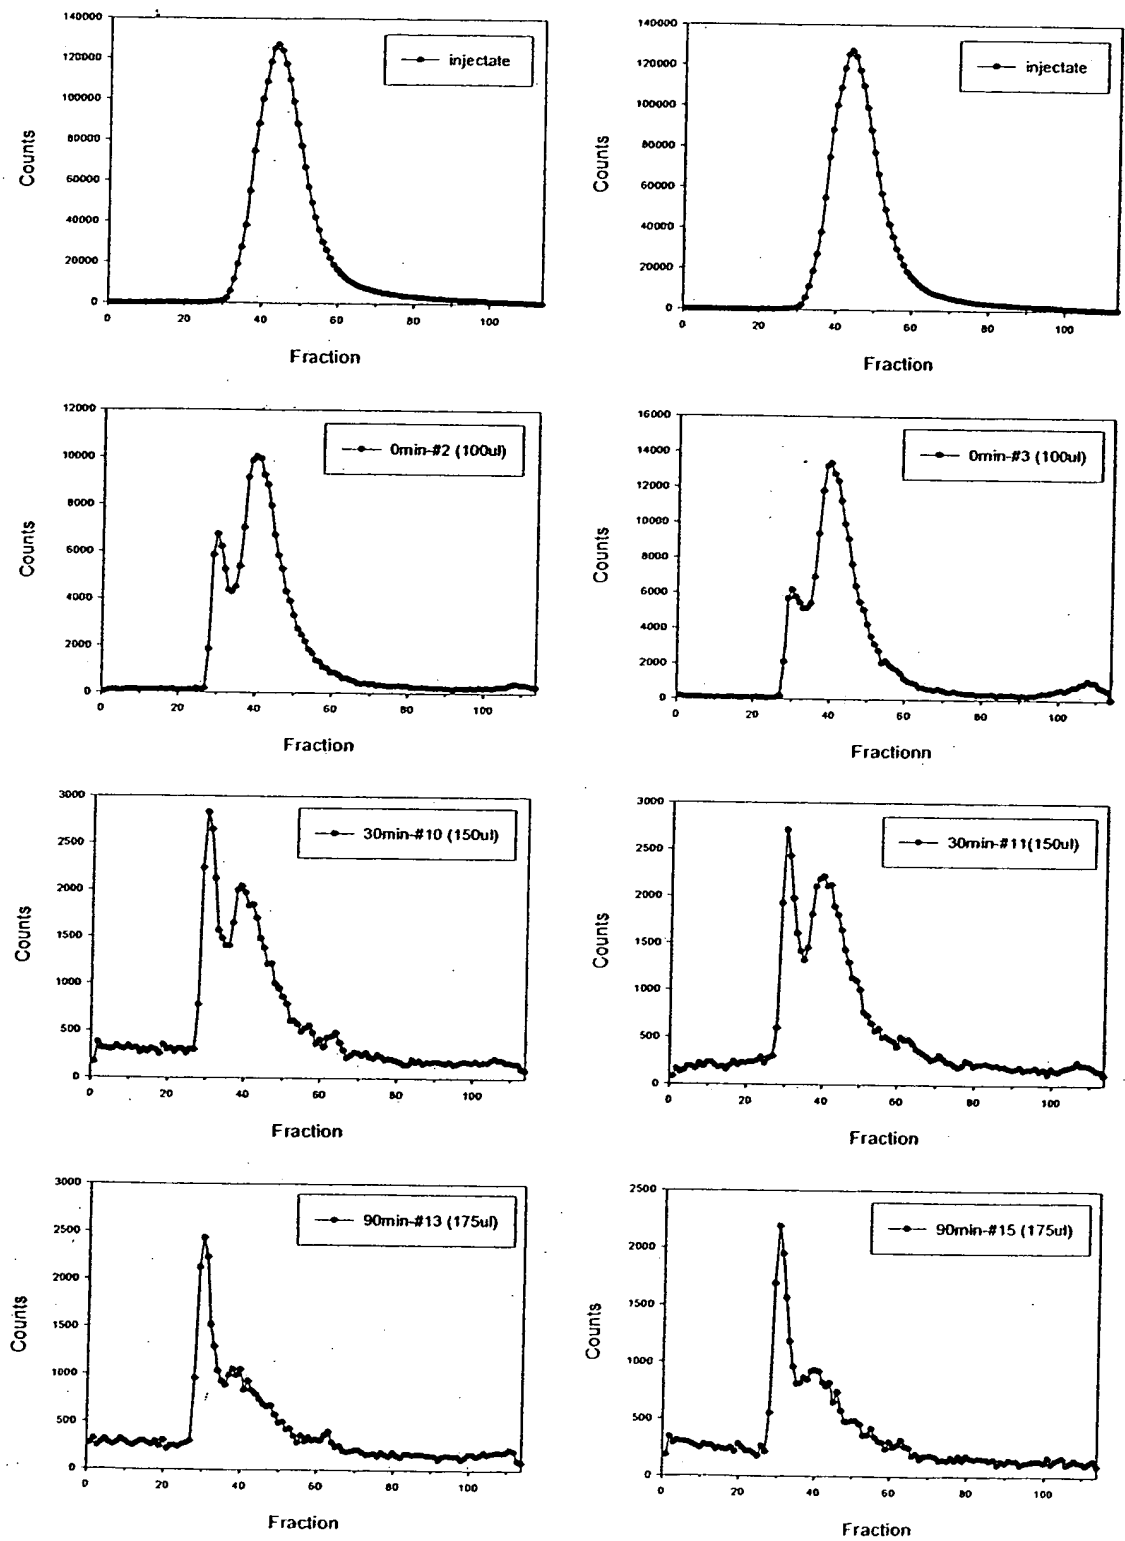 140000
120000
100000
80000
60000
40000
20000
0
Counts
injectate
0 20 40 60 80 100
Fraction
140000
120000
100000
80000
60000
40000
20000
0
Counts
injectate
0 20 40 60 80 100
Fraction
12000
10000
8000
6000
4000
2000
0
Counts
0min-#2 (100ul)
0 20 40 60 80 100
Fraction
16000
14000
12000
10000
8000
6000
4000
2000
0
Counts
0min-#3 (100ul)
0 20 40 60 80 100
Fractionn
3000
2500
2000
1500
1000
500
0
Counts
30min-#10 (150ul)
0 20 40 60 80 100
Fraction
3000
2500
2000
1500
1000
500
0
Counts
30min-#11(150ul)
0 20 40 60 80 100
Fraction
3000
2500
2000
1500
1000
500
0
Counts
90min-#13 (175ul)
0 20 40 60 80 100
Fraction
2500
2000
1500
1000
500
0
Counts
90min-#15 (175ul)
0 20 40 60 80 100
Fraction